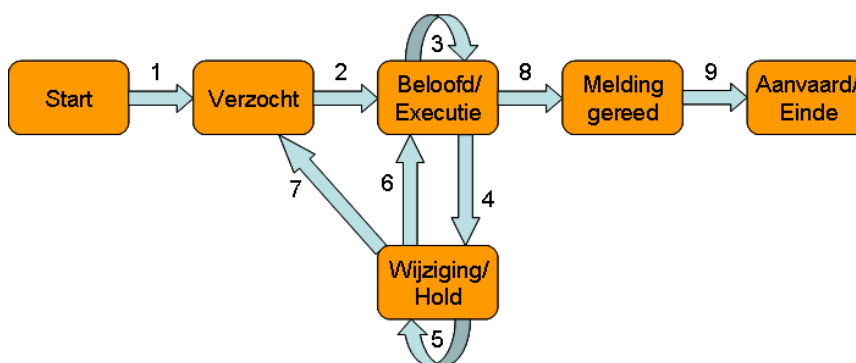 Start
1
Verzocht
2
Beloofd/
Executie
3
8
Melding
gereed
9
Aanvaard/
Einde
7
6
4
Wijziging/
Hold
5